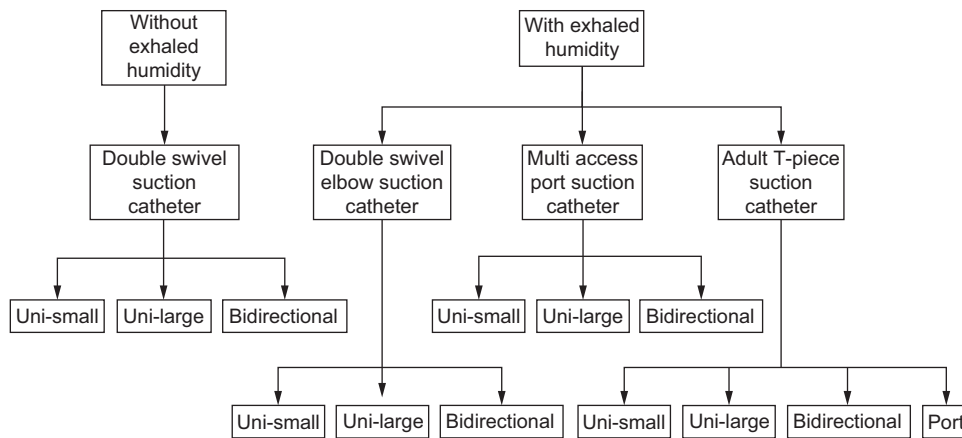 Without
exhaled
humidity
With exhaled
humidity
Double swivel
suction
catheter
Double swivel
elbow suction
catheter
Multi access
port suction
catheter
Adult T-piece
suction
catheter
Uni-small
Uni-large
Bidirectional
Uni-small
Uni-large
Bidirectional
Uni-small
Uni-large
Bidirectional
Uni-small
Uni-large
Bidirectional
Port